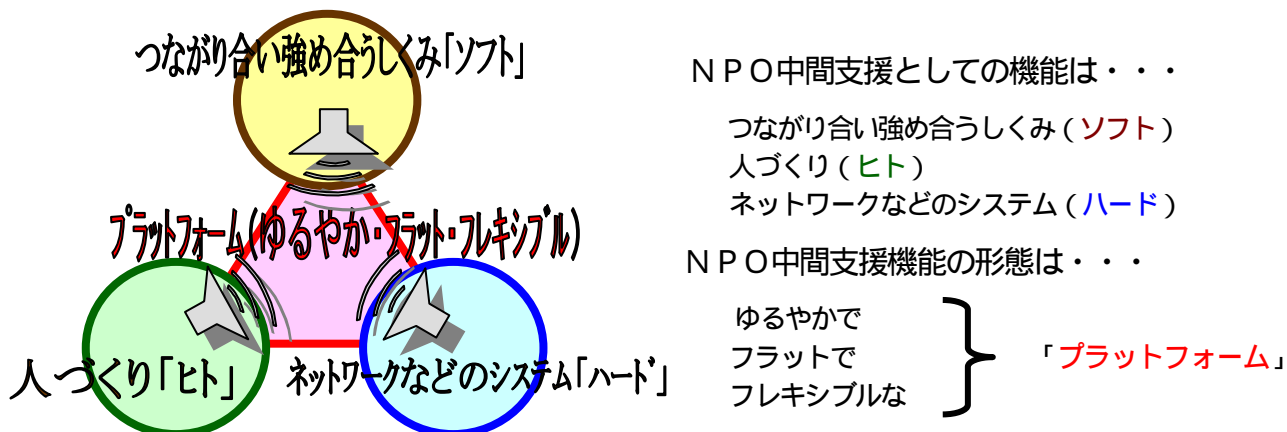 つながり合い強め合うしくみ「ソフト」
プラットフォーム(ゆるやか・フラット・フレキシブル)
人づくり「ヒト」
ネットワークなどのシステム「ハード」
NPO中間支援としての機能は・・・
つながり合い強め合うしくみ(ソフト)
人づくり(ヒト)
ネットワークなどのシステム(ハード)
NPO中間支援機能の形態は・・・
ゆるやかで
フラットで
フレキシブルな
「プラットフォーム」